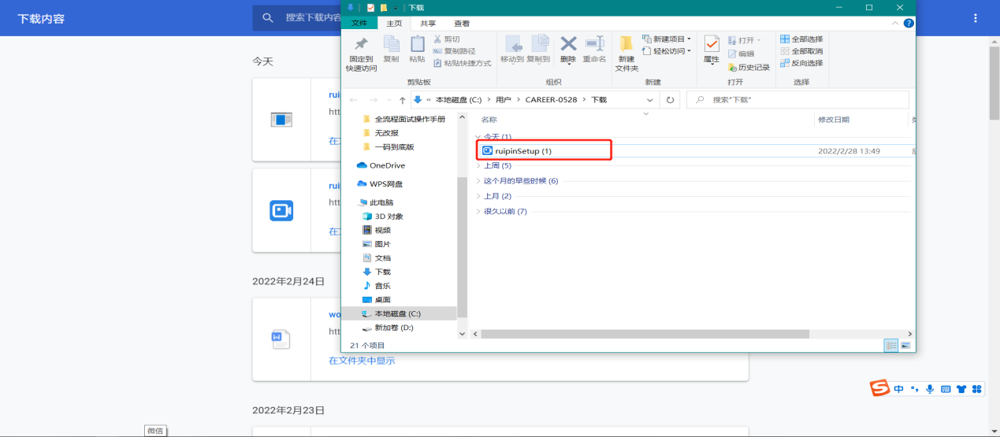 下载内容
搜索下载内容
今天
rui
htt
在文
rui
htt
在文
2022年2月24日
wo
htt
在文件夹中显示
2022年2月23日
微信
下载
文件
主页
共享
查看
固定到
快速访问
复制
粘贴
剪切
复制路径
粘贴快捷方式
剪贴板
移动到
复制到
删除
重命名
组织
新建
文件夹
新建项目
轻松访问
新建
属性
打开
编辑
历史记录
打开
全部选择
全部取消
反向选择
选择
« 本地磁盘 (C:) > 用户 > CAREER-0528 > 下载
搜索"下载"
全流程面试操作手册
无改报
一码到底版
OneDrive
WPS网盘
此电脑
3D 对象
视频
图片
文档
下载
音乐
桌面
本地磁盘 (C:)
新加卷 (D:)
名称
修改日期
今天 (1)
ruipinSetup (1)
2022/2/28 13:49
上周 (5)
这个月的早些时候 (6)
上月 (2)
很久以前 (7)
21 个项目
S
中